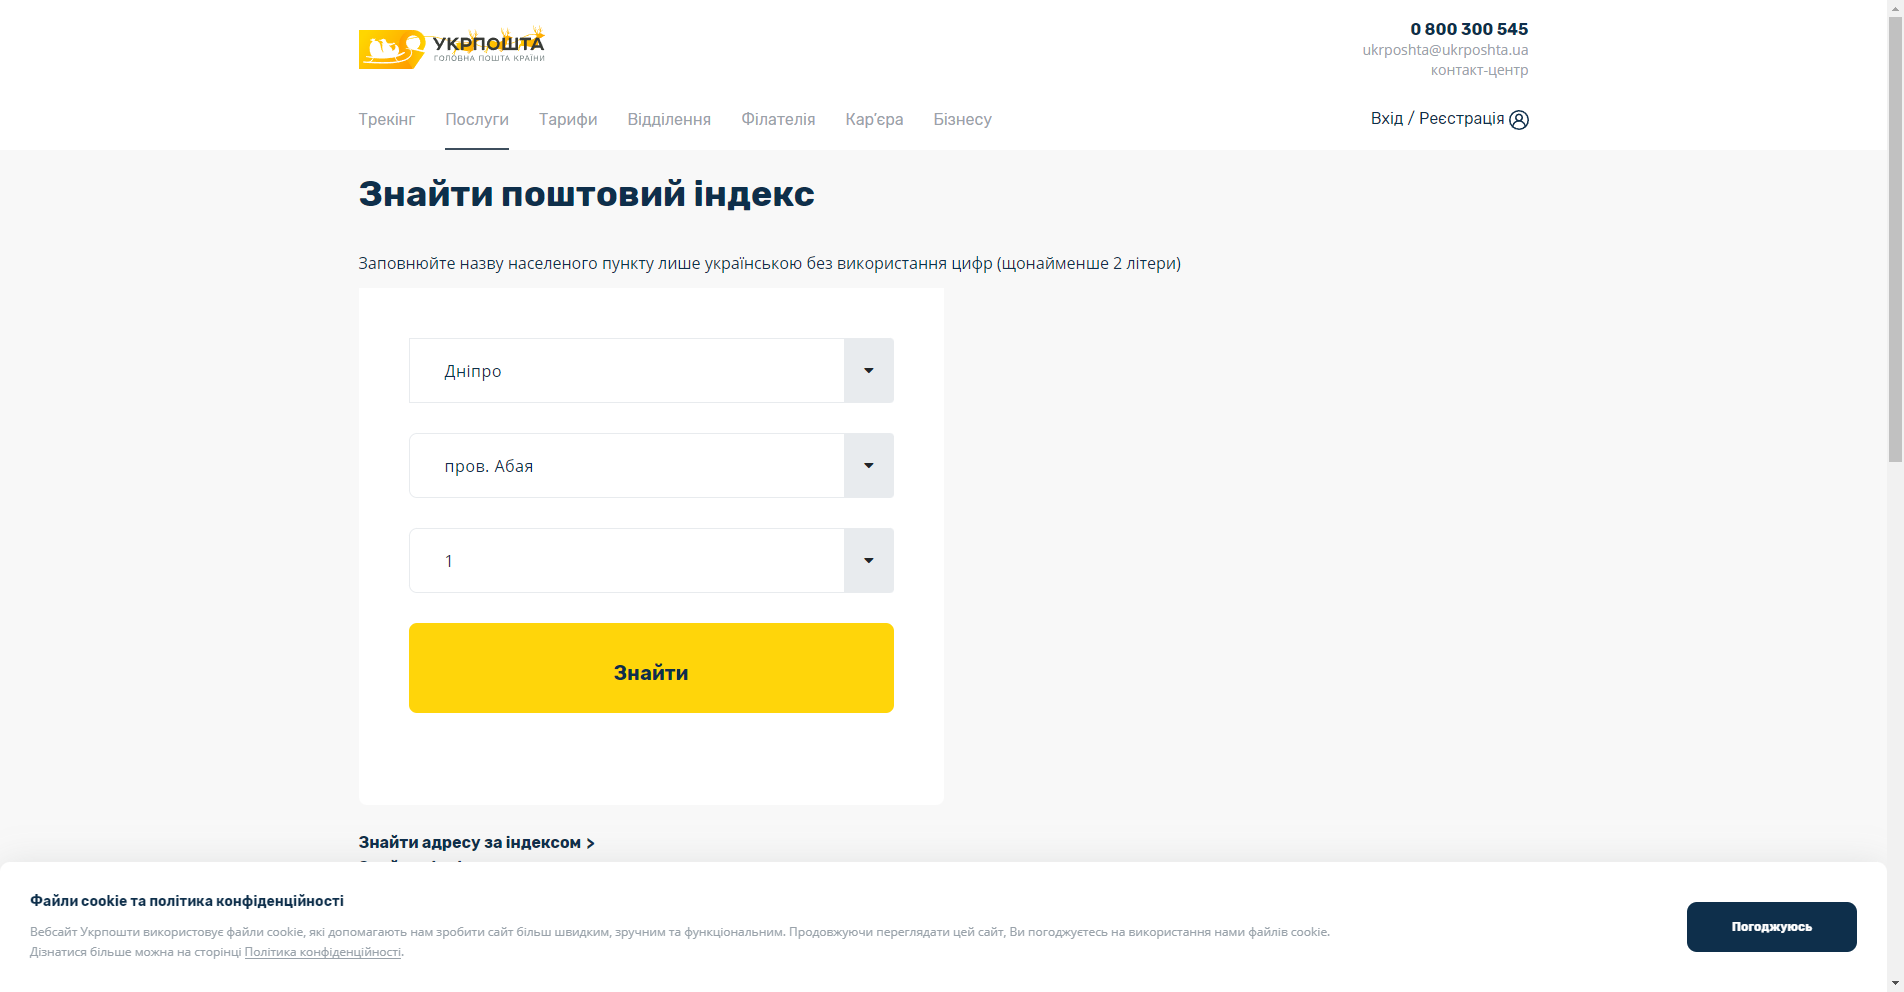 УКРПОШТА
ГОЛОВНА ПОШТА КРАЇНИ
0 800 300 545
ukrposhta@ukrposhta.ua
контакт-центр
Трекінг Послуги Тарифи Відділення Філателія Кар’єра Бізнесу
Вхід / Реєстрація
Знайти поштовий індекс
Заповнюйте назву населеного пункту лише українською без використання цифр (щонайменше 2 літери)
Дніпро
пров. Абая
1
Знайти
Знайти адресу за індексом >
Файли cookie та політика конфіденційності
Вебсайт Укрпошти використовує файли cookie, які допомагають нам зробити сайт більш швидким, зручним та функціональним. Продовжуючи переглядати цей сайт, Ви погоджуєтесь на використання нами файлів cookie.
Дізнатися більше можна на сторінці Політика конфіденційності.
Погоджуюсь